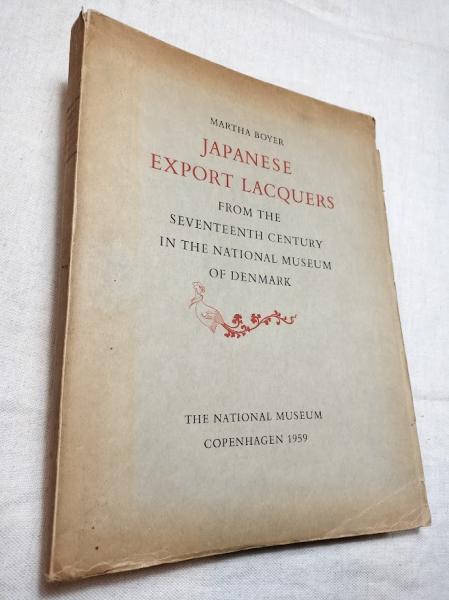 MARTHA BOYER
JAPANESE
EXPORT LACQUERS
FROM THE
SEVENTEENTH CENTURY
IN THE NATIONAL MUSEUM
OF DENMARK
THE NATIONAL MUSEUM
COPENHAGEN 1959